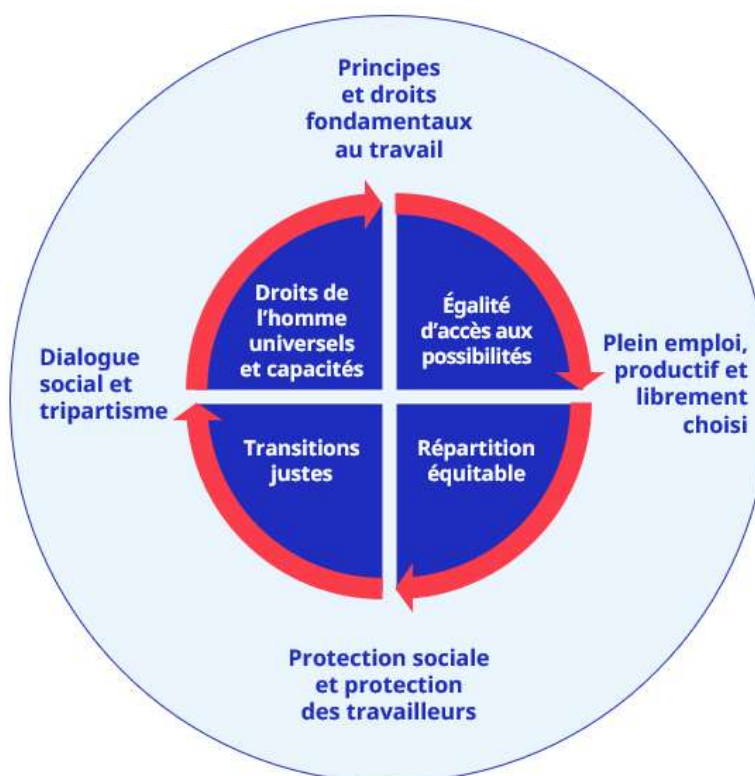 Principes
et droits
fondamentaux
au travail
Droits de
l'homme
universels
et capacités
Égalité
d'accès aux
possibilités
Dialogue
social et
tripartisme
Plein emploi,
productif et
librement
choisi
Transitions
justes
Répartition
équitable
Protection sociale
et protection
des travailleurs